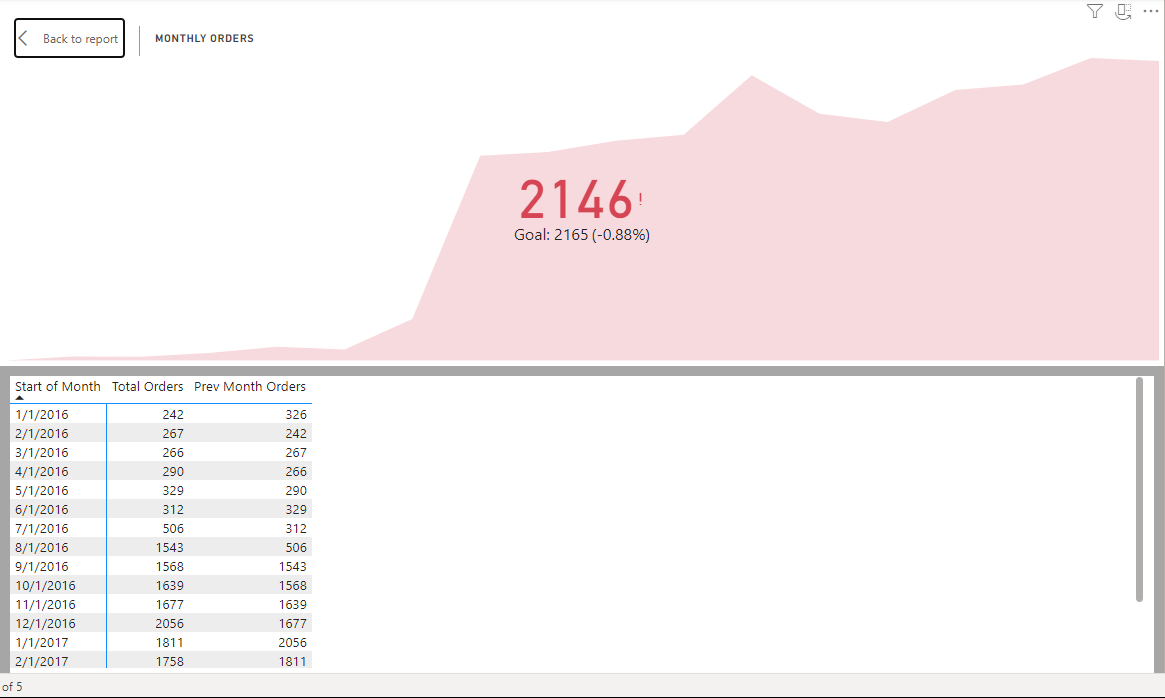 Back to report
MONTHLY ORDERS
2146!
Goal: 2165 (-0.88%)
Start of Month Total Orders Prev Month Orders
1/1/2016 242 326
2/1/2016 267 242
3/1/2016 266 267
4/1/2016 290 266
5/1/2016 329 290
6/1/2016 312 329
7/1/2016 506 312
8/1/2016 1543 506
9/1/2016 1568 1543
10/1/2016 1639 1568
11/1/2016 1677 1639
12/1/2016 2056 1677
1/1/2017 1811 2056
2/1/2017 1758 1811
of 5